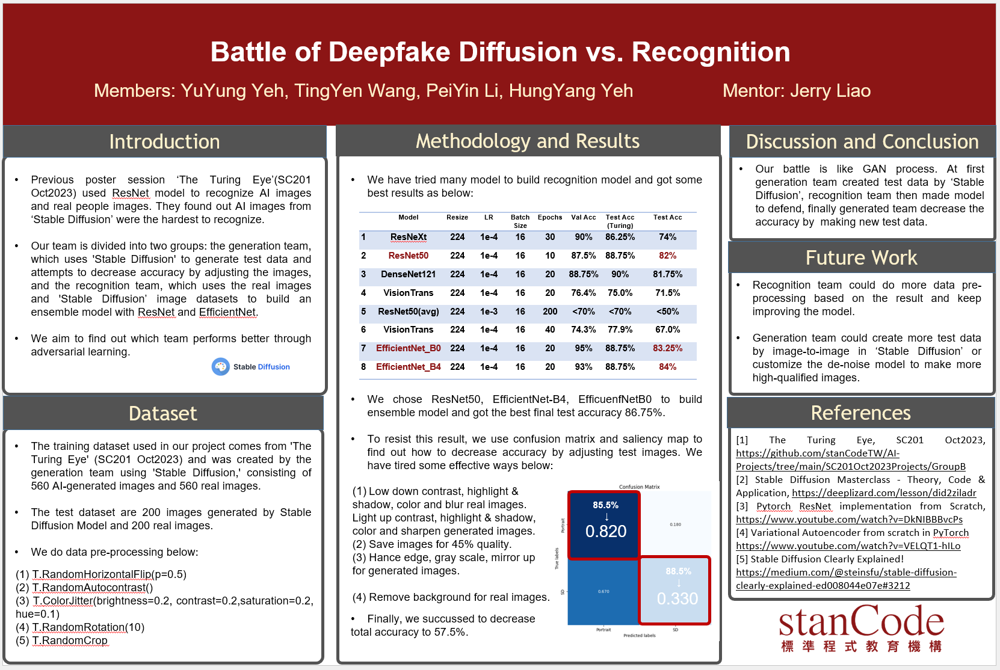 Battle of Deepfake Diffusion vs. Recognition
Members: YuYung Yeh, TingYen Wang, PeiYin Li, HungYang Yeh Mentor: Jerry Liao
Introduction
• Previous poster session ‘The Turing Eye’(SC201
Oct2023) used ResNet model to recognize AI images
and real people images. They found out AI images from
‘Stable Diffusion’ were the hardest to recognize.
• Our team is divided into two groups: the generation team,
which uses 'Stable Diffusion' to generate test data and
attempts to decrease accuracy by adjusting the images,
and the recognition team, which uses the real images
and 'Stable Diffusion’ image datasets to build an
ensemble model with ResNet and EfficientNet.
• We aim to find out which team performs better through
adversarial learning.
Stable Diffusion
Dataset
• The training dataset used in our project comes from 'The
Turing Eye' (SC201 Oct2023) and was created by the
generation team using 'Stable Diffusion,' consisting of
560 AI-generated images and 560 real images.
• The test dataset are 200 images generated by Stable
Diffusion Model and 200 real images.
• We do data pre-processing below:
(1) T.RandomHorizontalFlip(p=0.5)
(2) T.RandomAutocontrast()
(3) T.ColorJitter(brightness=0.2, contrast=0.2,saturation=0.2,
hue=0.1)
(4) T.RandomRotation(10)
(5) T.RandomCrop
Methodology and Results
• We have tried many model to build recognition model and got some
best results as below:
Model Resize LR Batch Size Epochs Val Acc Test Acc (Turing) Test Acc
1 ResNeXt 224 1e-4 16 30 90% 86.25% 74%
2 ResNet50 224 1e-4 16 10 87.5% 88.75% 82%
3 DenseNet121 224 1e-4 16 20 88.75% 90% 81.75%
4 VisionTrans 224 1e-4 16 20 76.4% 75.0% 71.5%
5 ResNet50(avg) 224 1e-3 16 200 <70% <70% <50%
6 VisionTrans 224 1e-4 16 40 74.3% 77.9% 67.0%
7 EfficientNet_B0 224 1e-4 16 20 95% 88.75% 83.25%
8 EfficientNet_B4 224 1e-4 16 20 93% 88.75% 84%
• We chose ResNet50, EfficientNet-B4, EfficuenfNetB0 to build
ensemble model and got the best final test accuracy 86.75%.
• To resist this result, we use confusion matrix and saliency map to
find out how to decrease accuracy by adjusting test images. We
have tired some effective ways below:
(1) Low down contrast, highlight &
shadow, color and blur real images.
Light up contrast, highlight & shadow,
color and sharpen generated images.
(2) Save images for 45% quality.
(3) Hance edge, gray scale, mirror up
for generated images.
(4) Remove background for real images.
• Finally, we succussed to decrease
total accuracy to 57.5%.
Confusion Matrix
True labels
Portrait
SD
85.5%
↓
0.820
0.180
0.670
88.5%
↓
0.330
Portrait SD
Predicted labels
Discussion and Conclusion
• Our battle is like GAN process. At first
generation team created test data by ‘Stable
Diffusion’, recognition team then made model
to defend, finally generated team decrease the
accuracy by making new test data.
Future Work
• Recognition team could do more data pre-
processing based on the result and keep
improving the model.
• Generation team could create more test data
by image-to-image in ‘Stable Diffusion’ or
customize the de-noise model to make more
high-qualified images.
References
[1] The Turing Eye, SC201 Oct2023,
https://github.com/stanCodeTW/AI-
Projects/tree/main/SC201Oct2023Projects/GroupB
[2] Stable Diffusion Masterclass - Theory, Code &
Application, https://deeplizard.com/lesson/did2ziladr
[3] Pytorch ResNet implementation from Scratch,
https://www.youtube.com/watch?v=DkNIBBBvcPs
[4] Variational Autoencoder from scratch in PyTorch
https://www.youtube.com/watch?v=VELQT1-hILo
[5] Stable Diffusion Clearly Explained!
https://medium.com/@steinsfu/stable-diffusion-
clearly-explained-ed008044e07e#3212
stanCode
標準程式教育機構